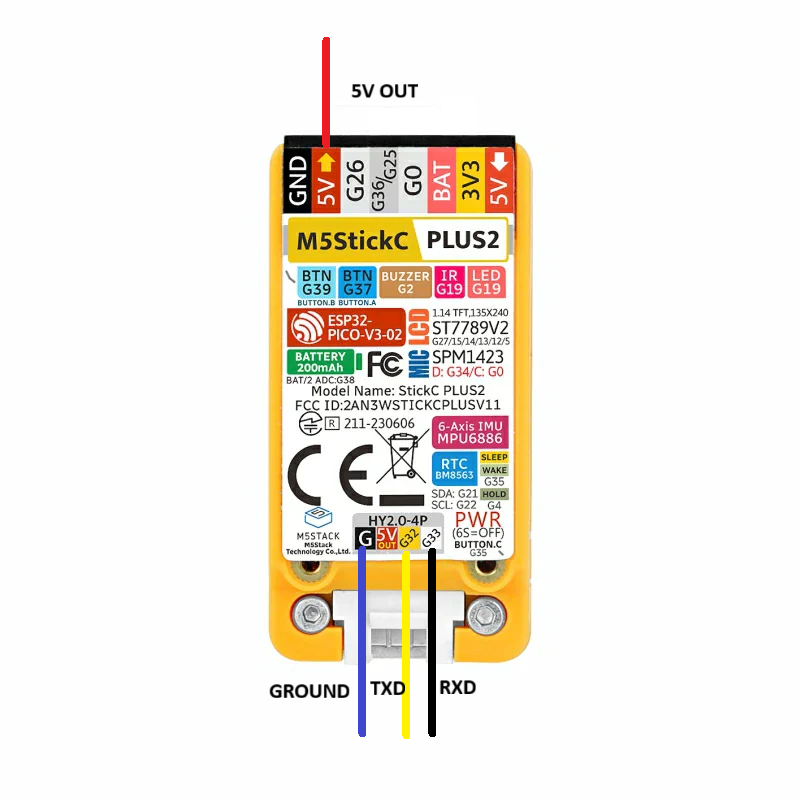 5V OUT
GND 5V G26 G36/G25 G0 BAT 3V3 5V
M5StickC PLUS2
BTN G39 BTN G37 BUZZER G2 IR G19 LED G19
BUTTON.B BUTTON.A
ESP32-
PICO-V3-02
LCD
1.14 TFT,135X240
ST7789V2
G27/15/14/13/12/5
BATTERY
200mAh
FC
MIC
SPM1423
D: G34/C: G0
BAT/2 ADC:G38
Model Name: StickC PLUS2
FCC ID:2AN3WSTICKCPLUSV11
R 211-230606
6-Axis IMU
MPU6886
CE
RTC
BM8563
SLEEP
WAKE
G35
SDA: G21 HOLD
SCL: G22 G4
M5STACK
M5Stack
Technology Co.,Ltd.
HY2.0-4P
G 5V OUT G32 G33
PWR
(6S=OFF)
BUTTON.C
G35
GROUND TXD RXD